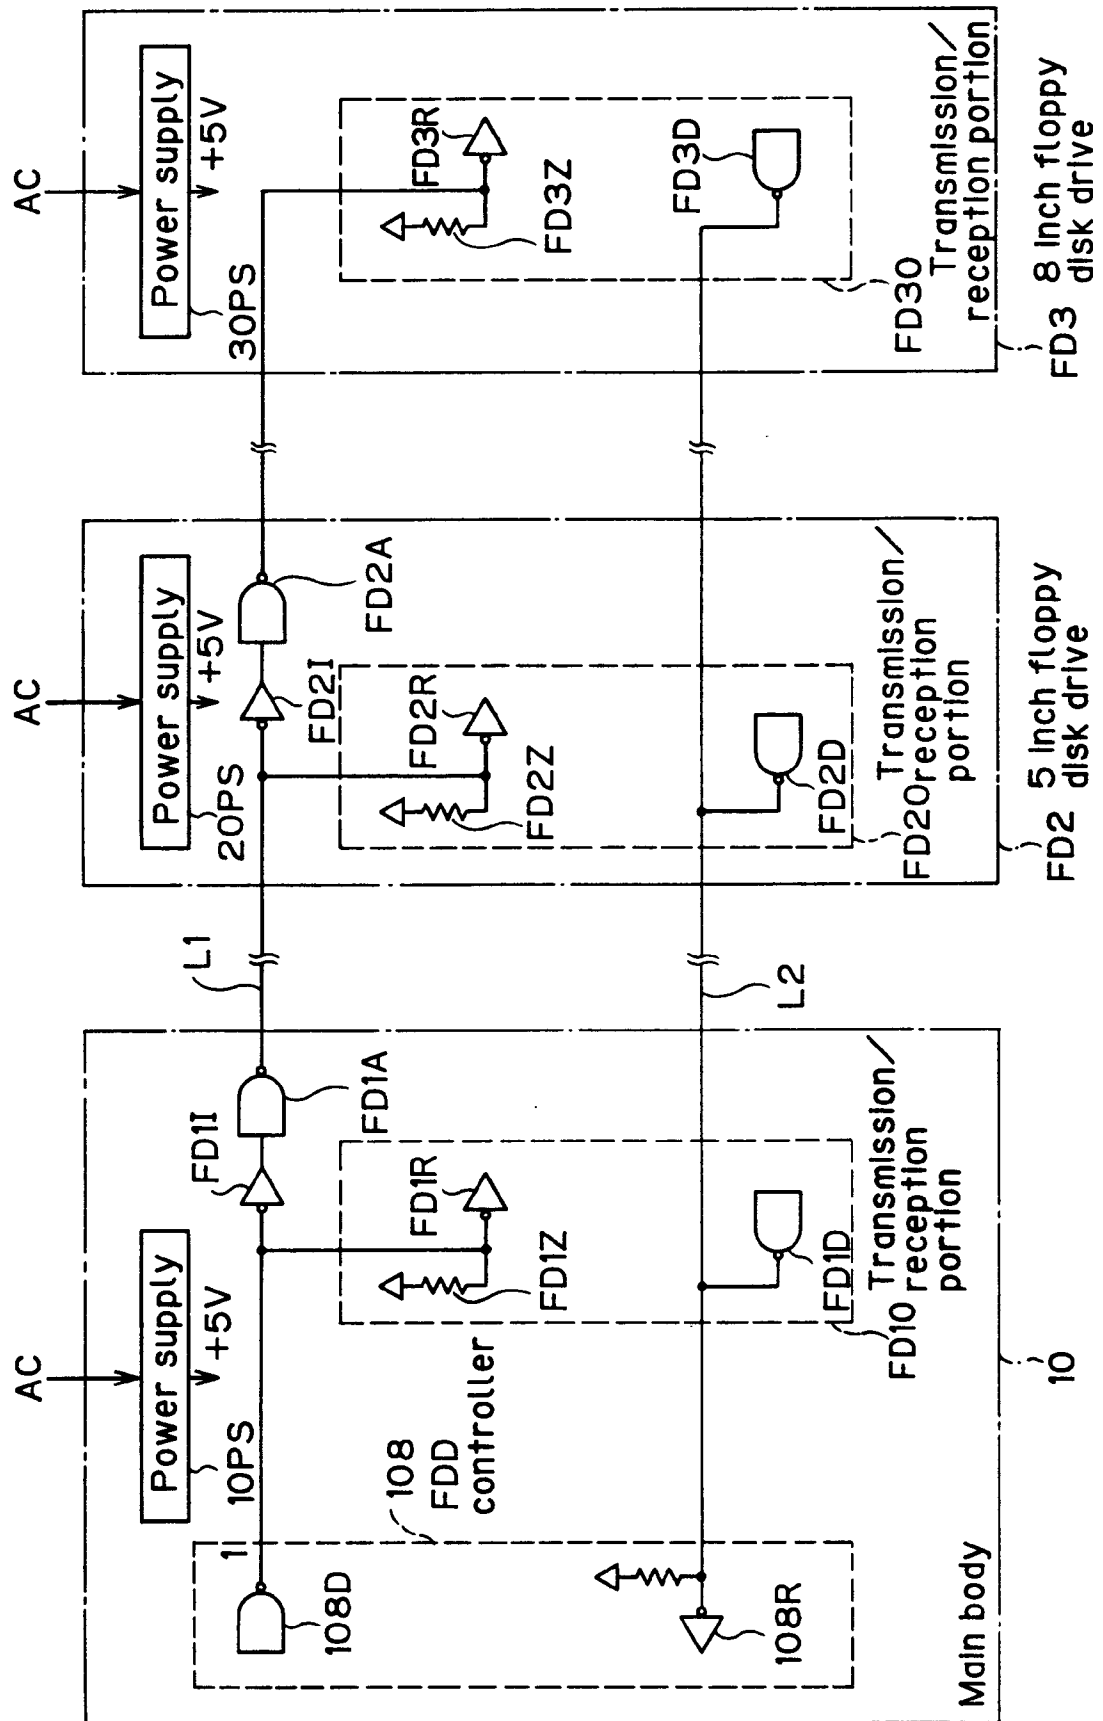 AC
Power supply
10PS
+5V
1
108D
108
FDD
controller
108R
FD1I
FD1A
FD1R
FD1Z
FD1D
FD10
Transmission/
reception
portion
Main body
10
L1
L2
AC
Power supply
20PS
+5V
FD2I
FD2A
FD2R
FD2Z
FD2D
FD20
Transmission/
reception
portion
FD2
5 inch floppy
disk drive
AC
Power supply
30PS
+5V
FD3R
FD3Z
FD3D
FD30
Transmission/
reception portion
FD3
8 inch floppy
disk drive